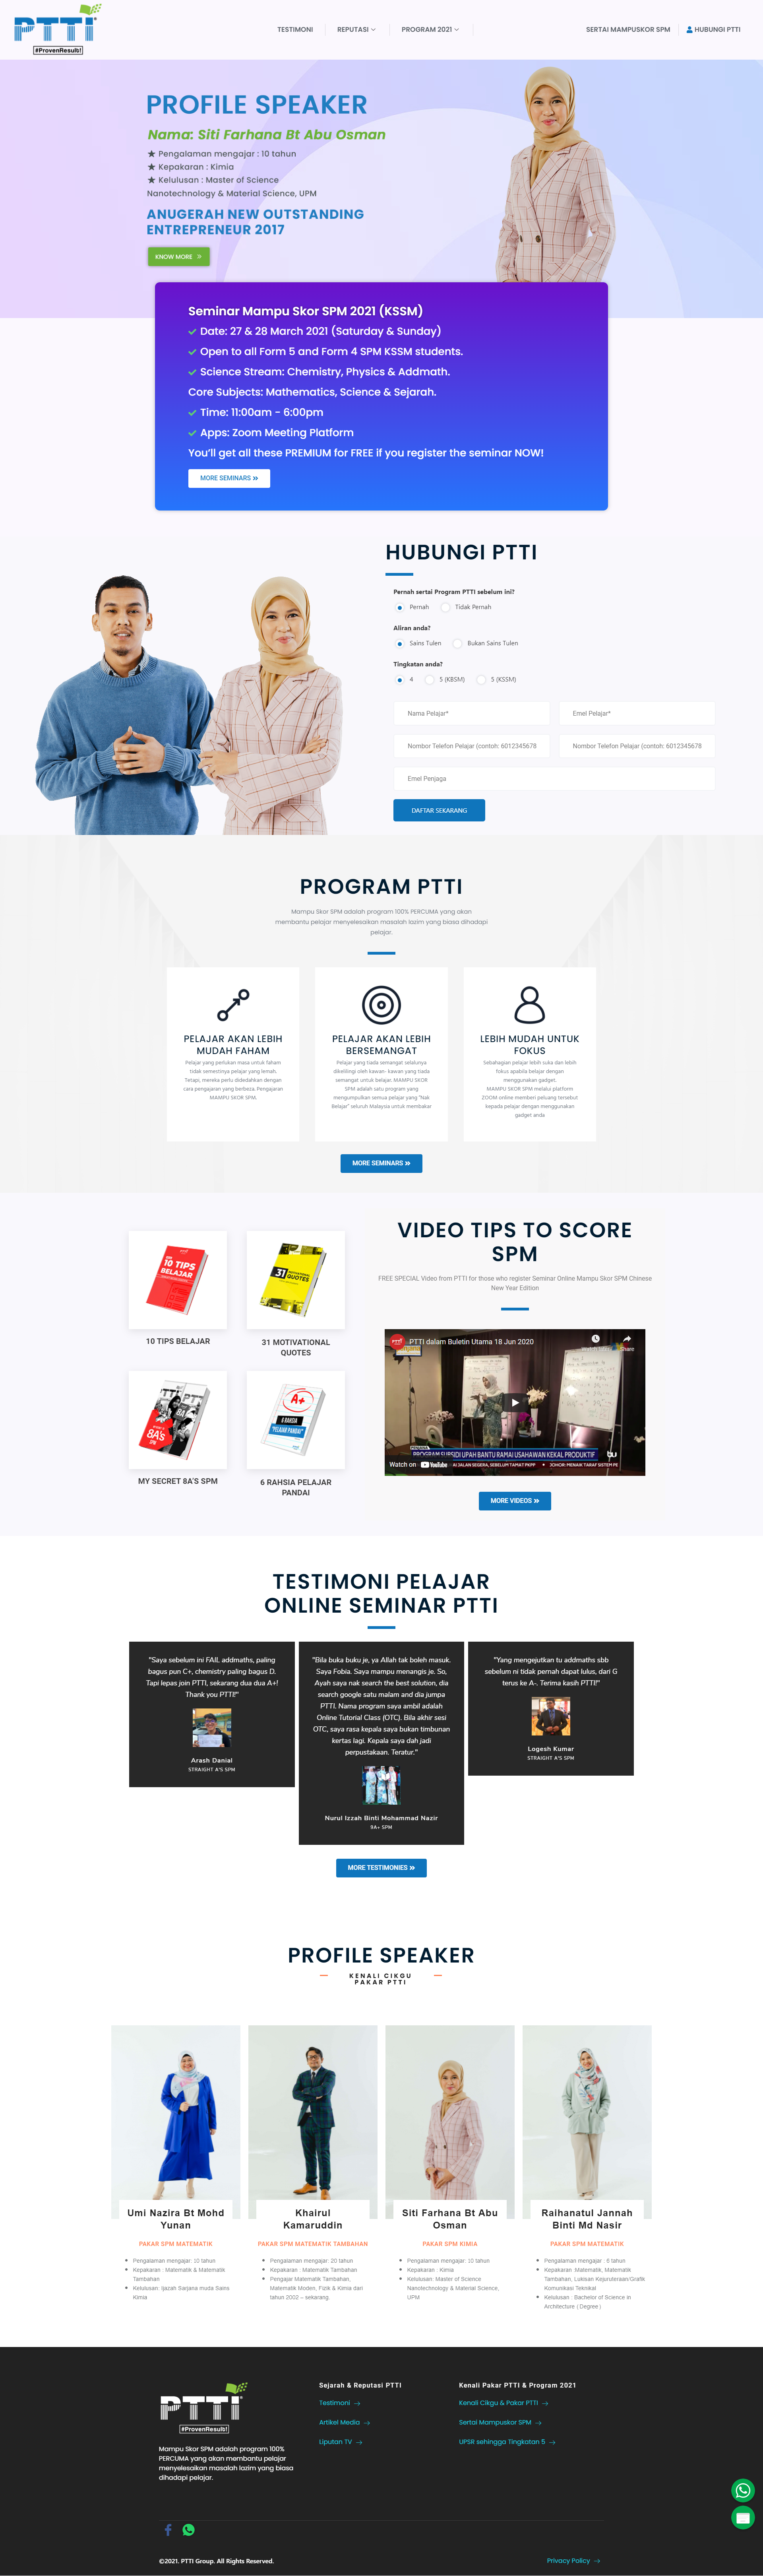 PTTI
#ProvenResults!
TESTIMONI
REPUTASI
PROGRAM 2021
SERTAI MAMPUSKOR SPM
HUBUNGI PTTI
PROFILE SPEAKER
Nama: Siti Farhana Bt Abu Osman
★ Pengalaman mengajar : 10 tahun
★ Kepakaran : Kimia
★ Kelulusan : Master of Science
Nanotechnology & Material Science, UPM
ANUGERAH NEW OUTSTANDING
ENTREPRENEUR 2017
KNOW MORE
Seminar Mampu Skor SPM 2021 (KSSM)
Date: 27 & 28 March 2021 (Saturday & Sunday)
Open to all Form 5 and Form 4 SPM KSSM students.
Science Stream: Chemistry, Physics & Addmath.
Core Subjects: Mathematics, Science & Sejarah.
Time: 11:00am - 6:00pm
Apps: Zoom Meeting Platform
You'll get all these PREMIUM for FREE if you register the seminar NOW!
MORE SEMINARS
HUBUNGI PTTI
Pernah sertai Program PTTI sebelum ini?
Pernah
Tidak Pernah
Aliran anda?
Sains Tulen
Bukan Sains Tulen
Tingkatan anda?
4
5 (KBSM)
5 (KSSM)
Nama Pelajar*
Emel Pelajar*
Nombor Telefon Pelajar (contoh: 6012345678
Nombor Telefon Pelajar (contoh: 6012345678
Emel Penjaga
DAFTAR SEKARANG
PROGRAM PTTI
Mampu Skor SPM adalah program 100% PERCUMA yang akan
membantu pelajar menyelesaikan masalah lazim yang biasa dihadapi
pelajar.
PELAJAR AKAN LEBIH
MUDAH FAHAM
Pelajar yang perlukan masa untuk faham
tidak semestinya pelajar yang lemah.
Tetapi, mereka perlu didedahkan dengan
cara pengajaran yang berbeza. Pengajaran
MAMPU SKOR SPM.
PELAJAR AKAN LEBIH
BERSEMANGAT
Pelajar yang tiada semangat selalunya
dikelilingi oleh kawan- kawan yang tiada
semangat untuk belajar. MAMPU SKOR
SPM adalah satu program yang
mengumpulkan semua pelajar yang "Nak
Belajar" seluruh Malaysia untuk membakar
LEBIH MUDAH UNTUK
FOKUS
Sebahagian pelajar lebih suka dan lebih
fokus apabila belajar dengan
menggunakan gadget.
MAMPU SKOR SPM melalui platform
ZOOM online memberi peluang tersebut
kepada pelajar dengan menggunakan
gadget anda
MORE SEMINARS
10 TIPS
BELAJAR
31 MOTIVATIONAL
QUOTES
10 TIPS BELAJAR
31 MOTIVATIONAL
QUOTES
8A's
SPM
A+
6 RAHSIA
"PELAJAR PANDAI"
MY SECRET 8A'S SPM
6 RAHSIA PELAJAR
PANDAI
VIDEO TIPS TO SCORE
SPM
FREE SPECIAL Video from PTTI for those who register Seminar Online Mampu Skor SPM Chinese
New Year Edition
PTTI dalam Buletin Utama 18 Jun 2020
Share
PROGRAM SUBSIDI UPAH BANTU RAMAI USAHAWAN KEKAL PRODUKTIF
Watch on YouTube
MORE VIDEOS
TESTIMONI PELAJAR
ONLINE SEMINAR PTTI
"Saya sebelum ini FAIL addmaths, paling
bagus pun C+, chemistry paling bagus D.
Tapi lepas join PTTI, sekarang dua dua A+!
Thank you PTTI!"
Arash Danial
STRAIGHT A'S SPM
"Bila buka buku je, ya Allah tak boleh masuk.
Saya Fobia. Saya mampu menangis je. So,
Ayah saya nak search the best solution, dia
search google satu malam and dia jumpa
PTTI. Nama program saya ambil adalah
Online Tutorial Class (OTC). Bila akhir sesi
OTC, saya rasa kepala saya bukan timbunan
kertas lagi. Kepala saya dah jadi
perpustakaan. Teratur."
Nurul Izzah Binti Mohammad Nazir
9A+ SPM
"Yang mengejutkan tu addmaths sbb
sebelum ni tidak pernah dapat lulus, dari G
terus ke A-. Terima kasih PTTI!"
Logesh Kumar
STRAIGHT A'S SPM
MORE TESTIMONIES
PROFILE SPEAKER
KENALI CIKGU
PAKAR PTTI
Umi Nazira Bt Mohd
Yunan
PAKAR SPM MATEMATIK
Pengalaman mengajar: 10 tahun
Kepakaran : Matematik & Matematik
Tambahan
Kelulusan: Ijazah Sarjana muda Sains
Kimia
Khairul
Kamaruddin
PAKAR SPM MATEMATIK TAMBAHAN
Pengalaman mengajar: 20 tahun
Kepakaran : Matematik Tambahan
Pengajar Matematik Tambahan,
Matematik Moden, Fizik & Kimia dari
tahun 2002 – sekarang
Siti Farhana Bt Abu
Osman
PAKAR SPM KIMIA
Pengalaman mengajar: 10 tahun
Kepakaran : Kimia
Kelulusan: Master of Science
Nanotechnology & Material Science,
UPM
Raihanatul Jannah
Binti Md Nasir
PAKAR SPM MATEMATIK
Pengalaman mengajar : 6 tahun
Kepakaran :Matematik, Matematik
Tambahan, Lukisan Kejuruteraan/Grafik
Komunikasi Teknikal
Kelulusan : Bachelor of Science in
Architecture ( Degree )
PTTI
#ProvenResults!
Mampu Skor SPM adalah program 100%
PERCUMA yang akan membantu pelajar
menyelesaikan masalah lazim yang biasa
dihadapi pelajar.
Sejarah & Reputasi PTTI
Testimoni
Artikel Media
Liputan TV
Kenali Pakar PTTI & Program 2021
Kenali Cikgu & Pakar PTTI
Sertai Mampuskor SPM
UPSR sehingga Tingkatan 5
©2021. PTTI Group. All Rights Reserved.
Privacy Policy